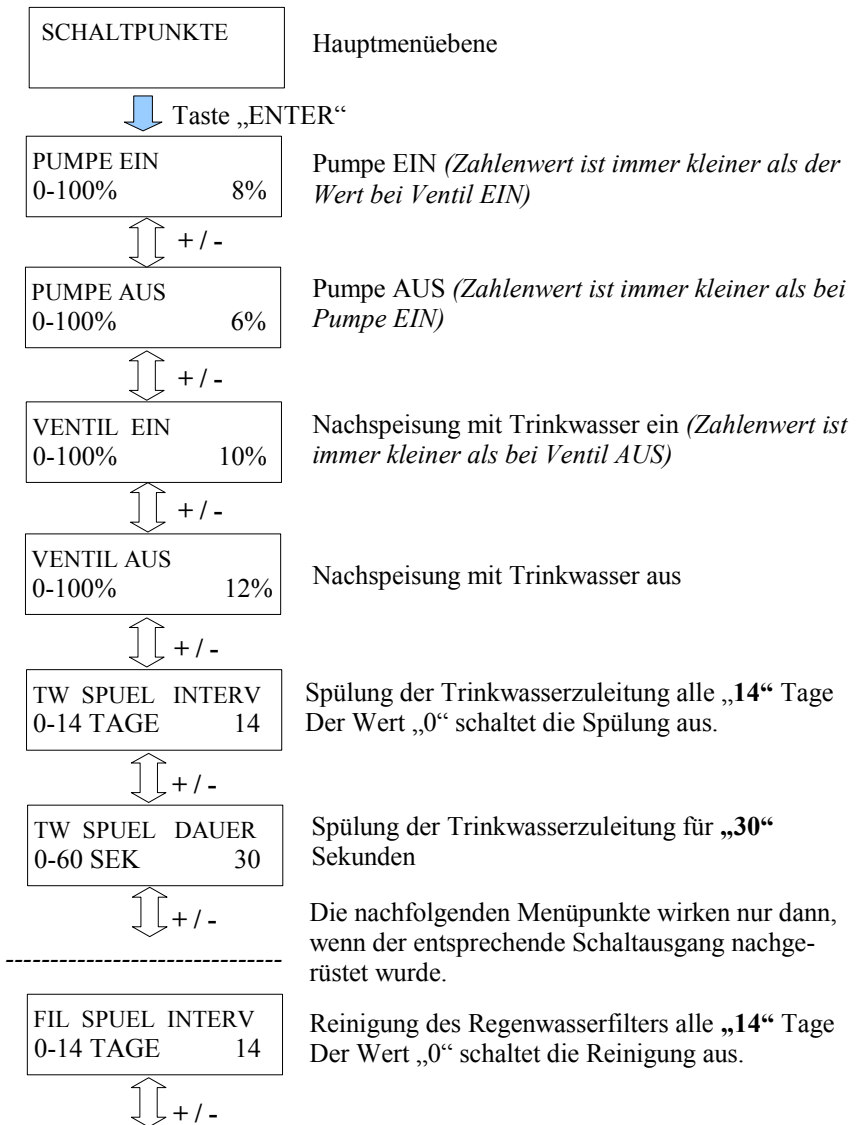 SCHALTPUNKTE
Hauptmenüebene
Taste „ENTER“
PUMPE EIN
0-100% 8%
Pumpe EIN (Zahlenwert ist immer kleiner als der
Wert bei Ventil EIN)
+ / -
PUMPE AUS
0-100% 6%
Pumpe AUS (Zahlenwert ist immer kleiner als bei
Pumpe EIN)
+ / -
VENTIL EIN
0-100% 10%
Nachspeisung mit Trinkwasser ein (Zahlenwert ist
immer kleiner als bei Ventil AUS)
+ / -
VENTIL AUS
0-100% 12%
Nachspeisung mit Trinkwasser aus
+ / -
TW SPUEL INTERV
0-14 TAGE 14
Spülung der Trinkwasserzuleitung alle „14“ Tage
Der Wert „0“ schaltet die Spülung aus.
+ / -
TW SPUEL DAUER
0-60 SEK 30
Spülung der Trinkwasserzuleitung für „30“
Sekunden
+ / -
Die nachfolgenden Menüpunkte wirken nur dann,
wenn der entsprechende Schaltausgang nachge-
rüstet wurde.
FIL SPUEL INTERV
0-14 TAGE 14
Reinigung des Regenwasserfilters alle „14“ Tage
Der Wert „0“ schaltet die Reinigung aus.
+ / -